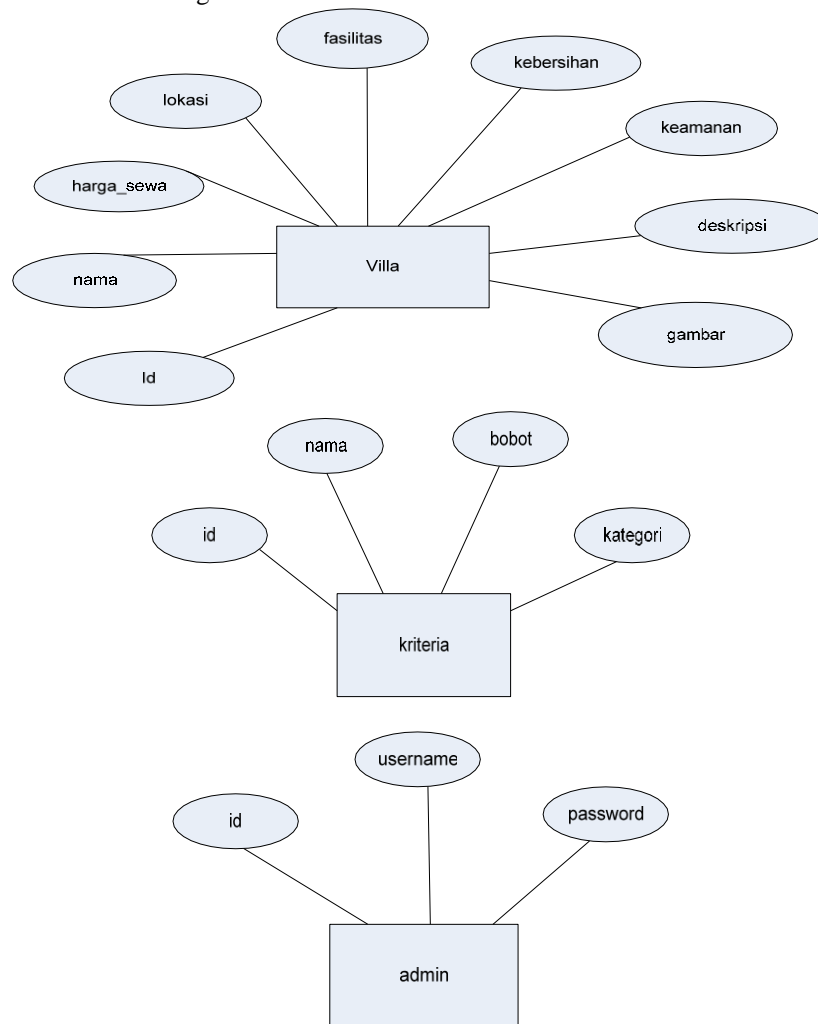 fasilitas
kebersihan
lokasi
keamanan
harga_sewa
deskripsi
Villa
nama
gambar
Id
nama
bobot
id
kategori
kriteria
username
id
password
admin